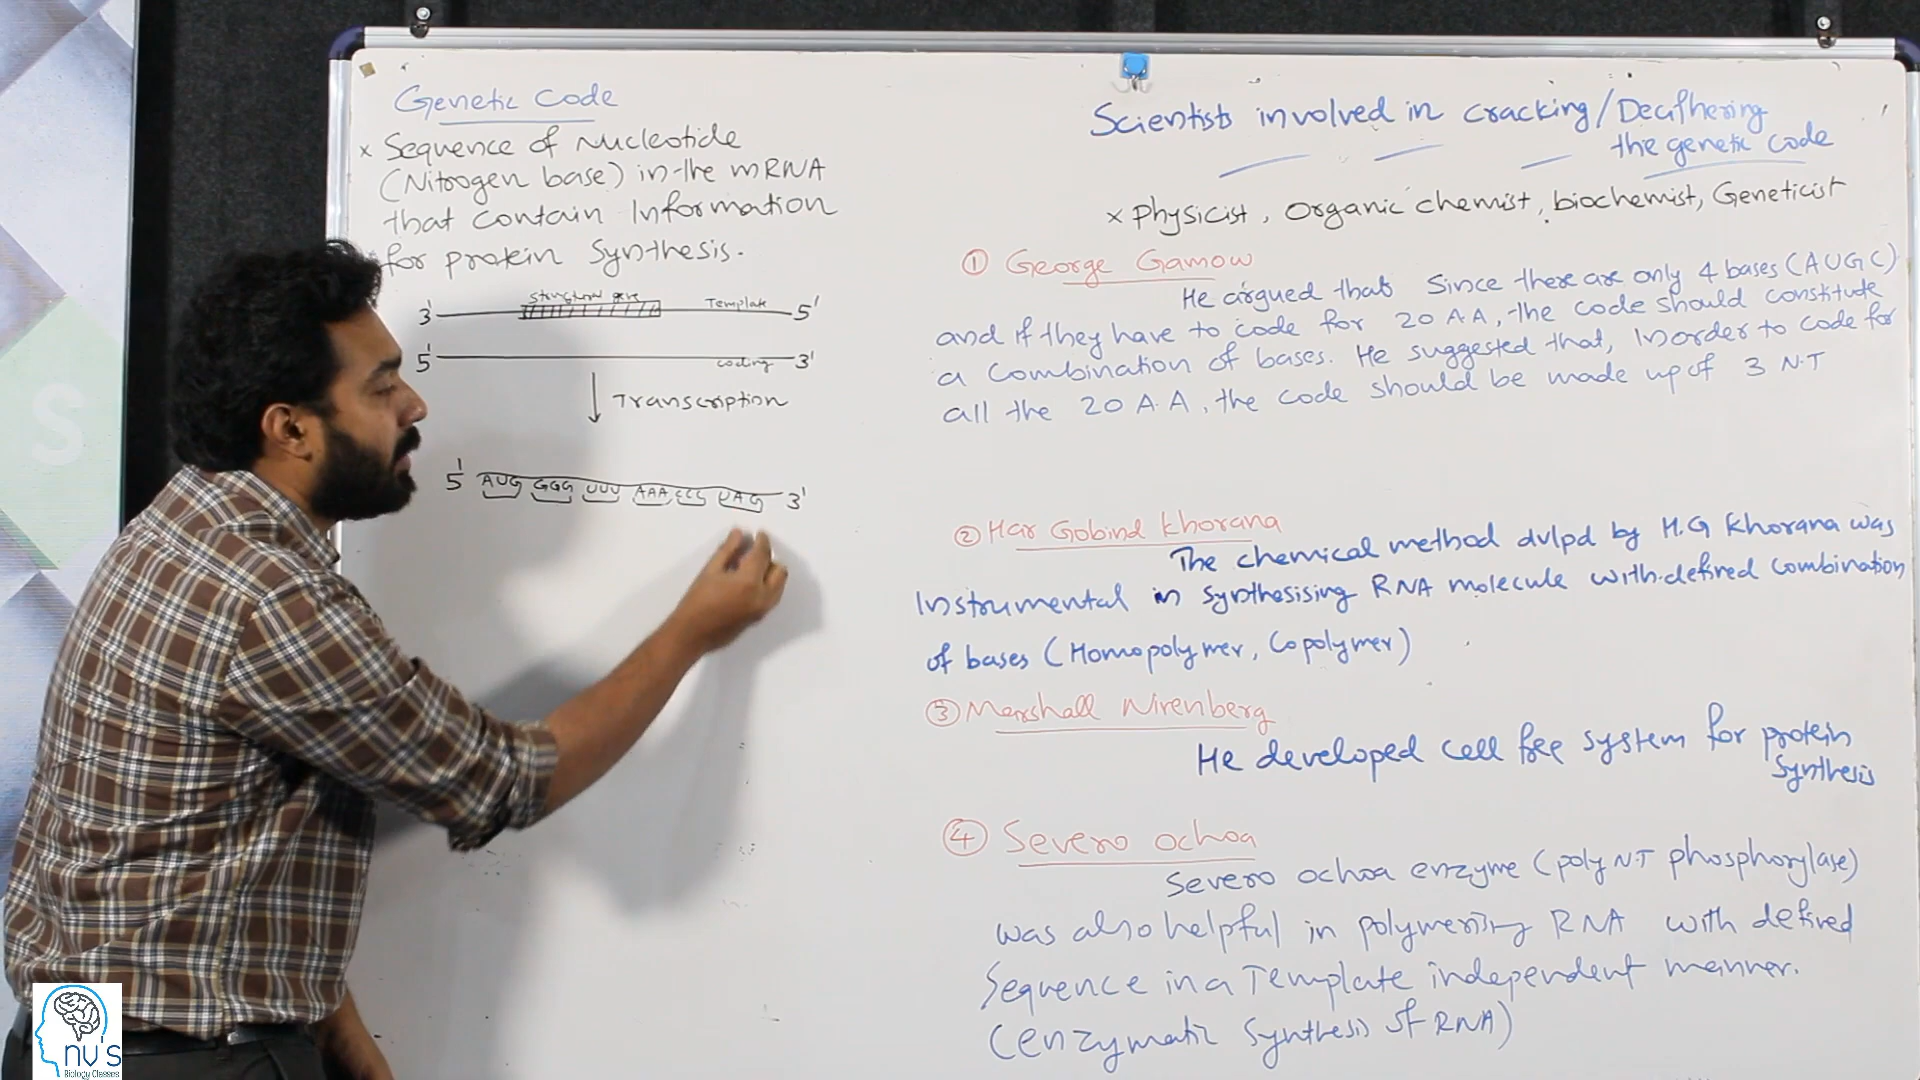 Genetic Code
x Sequence of Nucleotide
(Nitrogen base) in the mRNA
that contain Information
for protein Synthesis.
Structural gene
3' Template 5'
5' coding 3'
Transcription
5' AUG GGG UUU AAA CCC UAG 3'
Scientists involved in cracking/Deciphering
the genetic code
x Physicist, Organic chemist, biochemist, Geneticist
① George Gamow
He argued that Since there are only 4 bases (AUGC)
and if they have to code for 20 A.A, the code should constitute
a combination of bases. He suggested that, Inorder to code for
all the 20 A.A, the code should be made up of 3 N.T
② Har Gobind Khorana
The chemical method dvlpd by H.G Khorana was
Instrumental in synthesising RNA molecule with defined combination
of bases (Homopolymer, Copolymer)
③ Marshall Nirenberg
He developed cell free system for protein
Synthesis
④ Severo ochoa
Severo ochoa enzyme (poly N.T phosphorylase)
was also helpful in polymerising RNA with defined
Sequence in a Template independent manner.
(enzymatic Synthesis of RNA)
S
nv's
Biology Classes